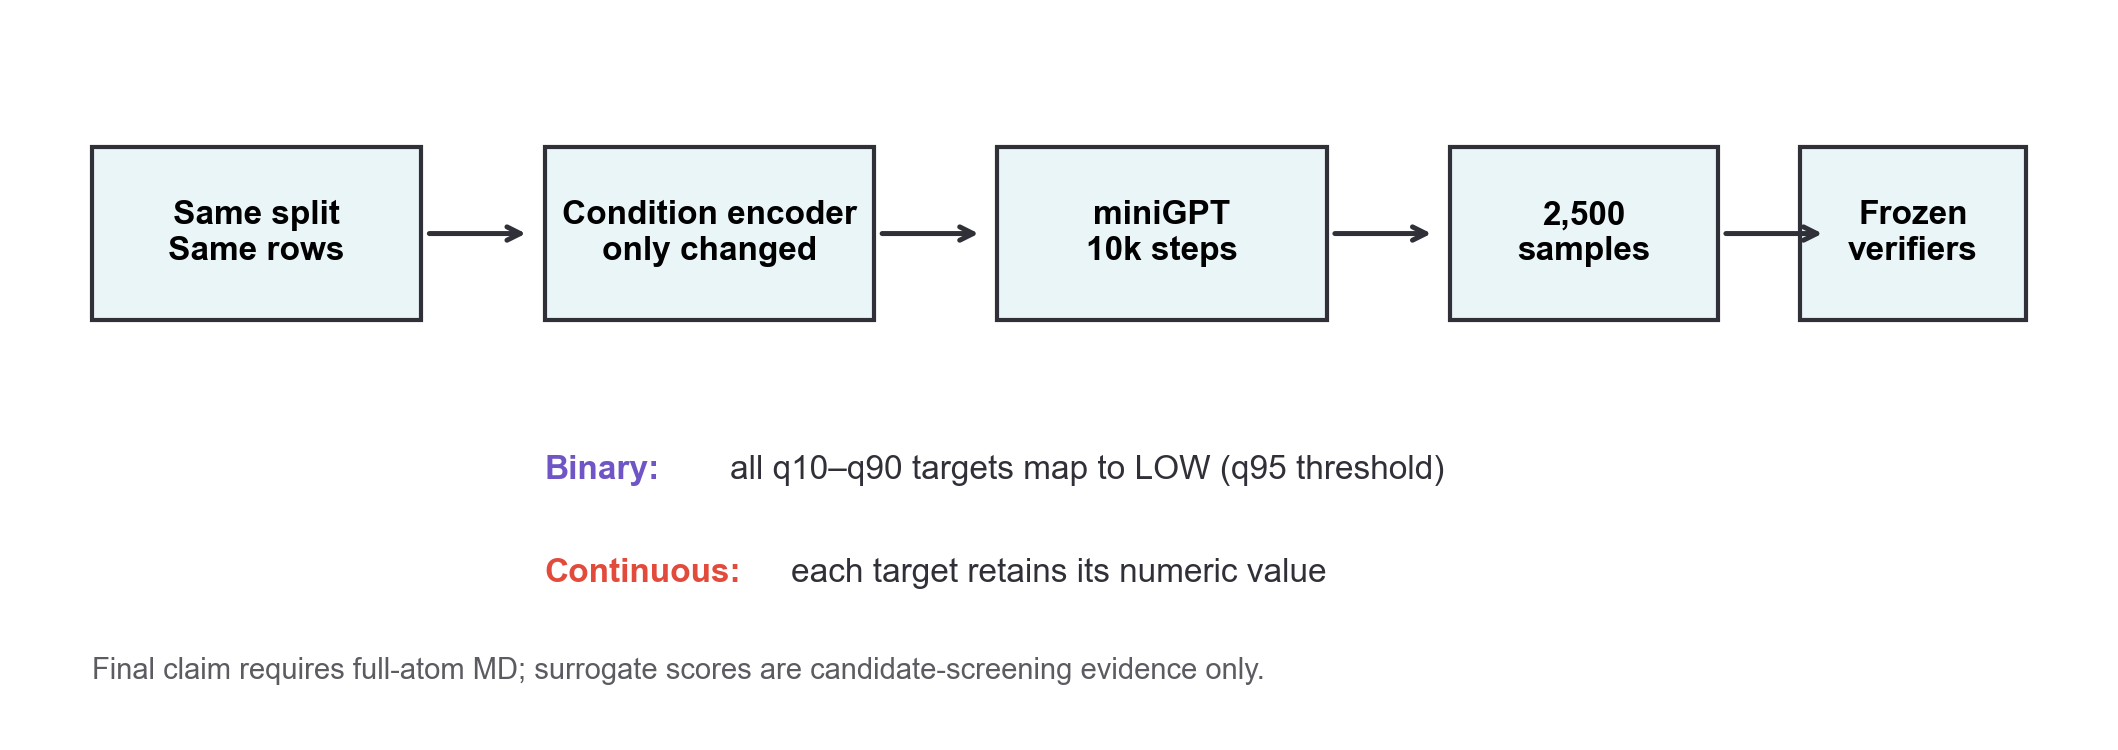 Same split
Same rows
Condition encoder
only changed
miniGPT
10k steps
2,500
samples
Frozen
verifiers
Binary: all q10–q90 targets map to LOW (q95 threshold)
Continuous: each target retains its numeric value
Final claim requires full-atom MD; surrogate scores are candidate-screening evidence only.